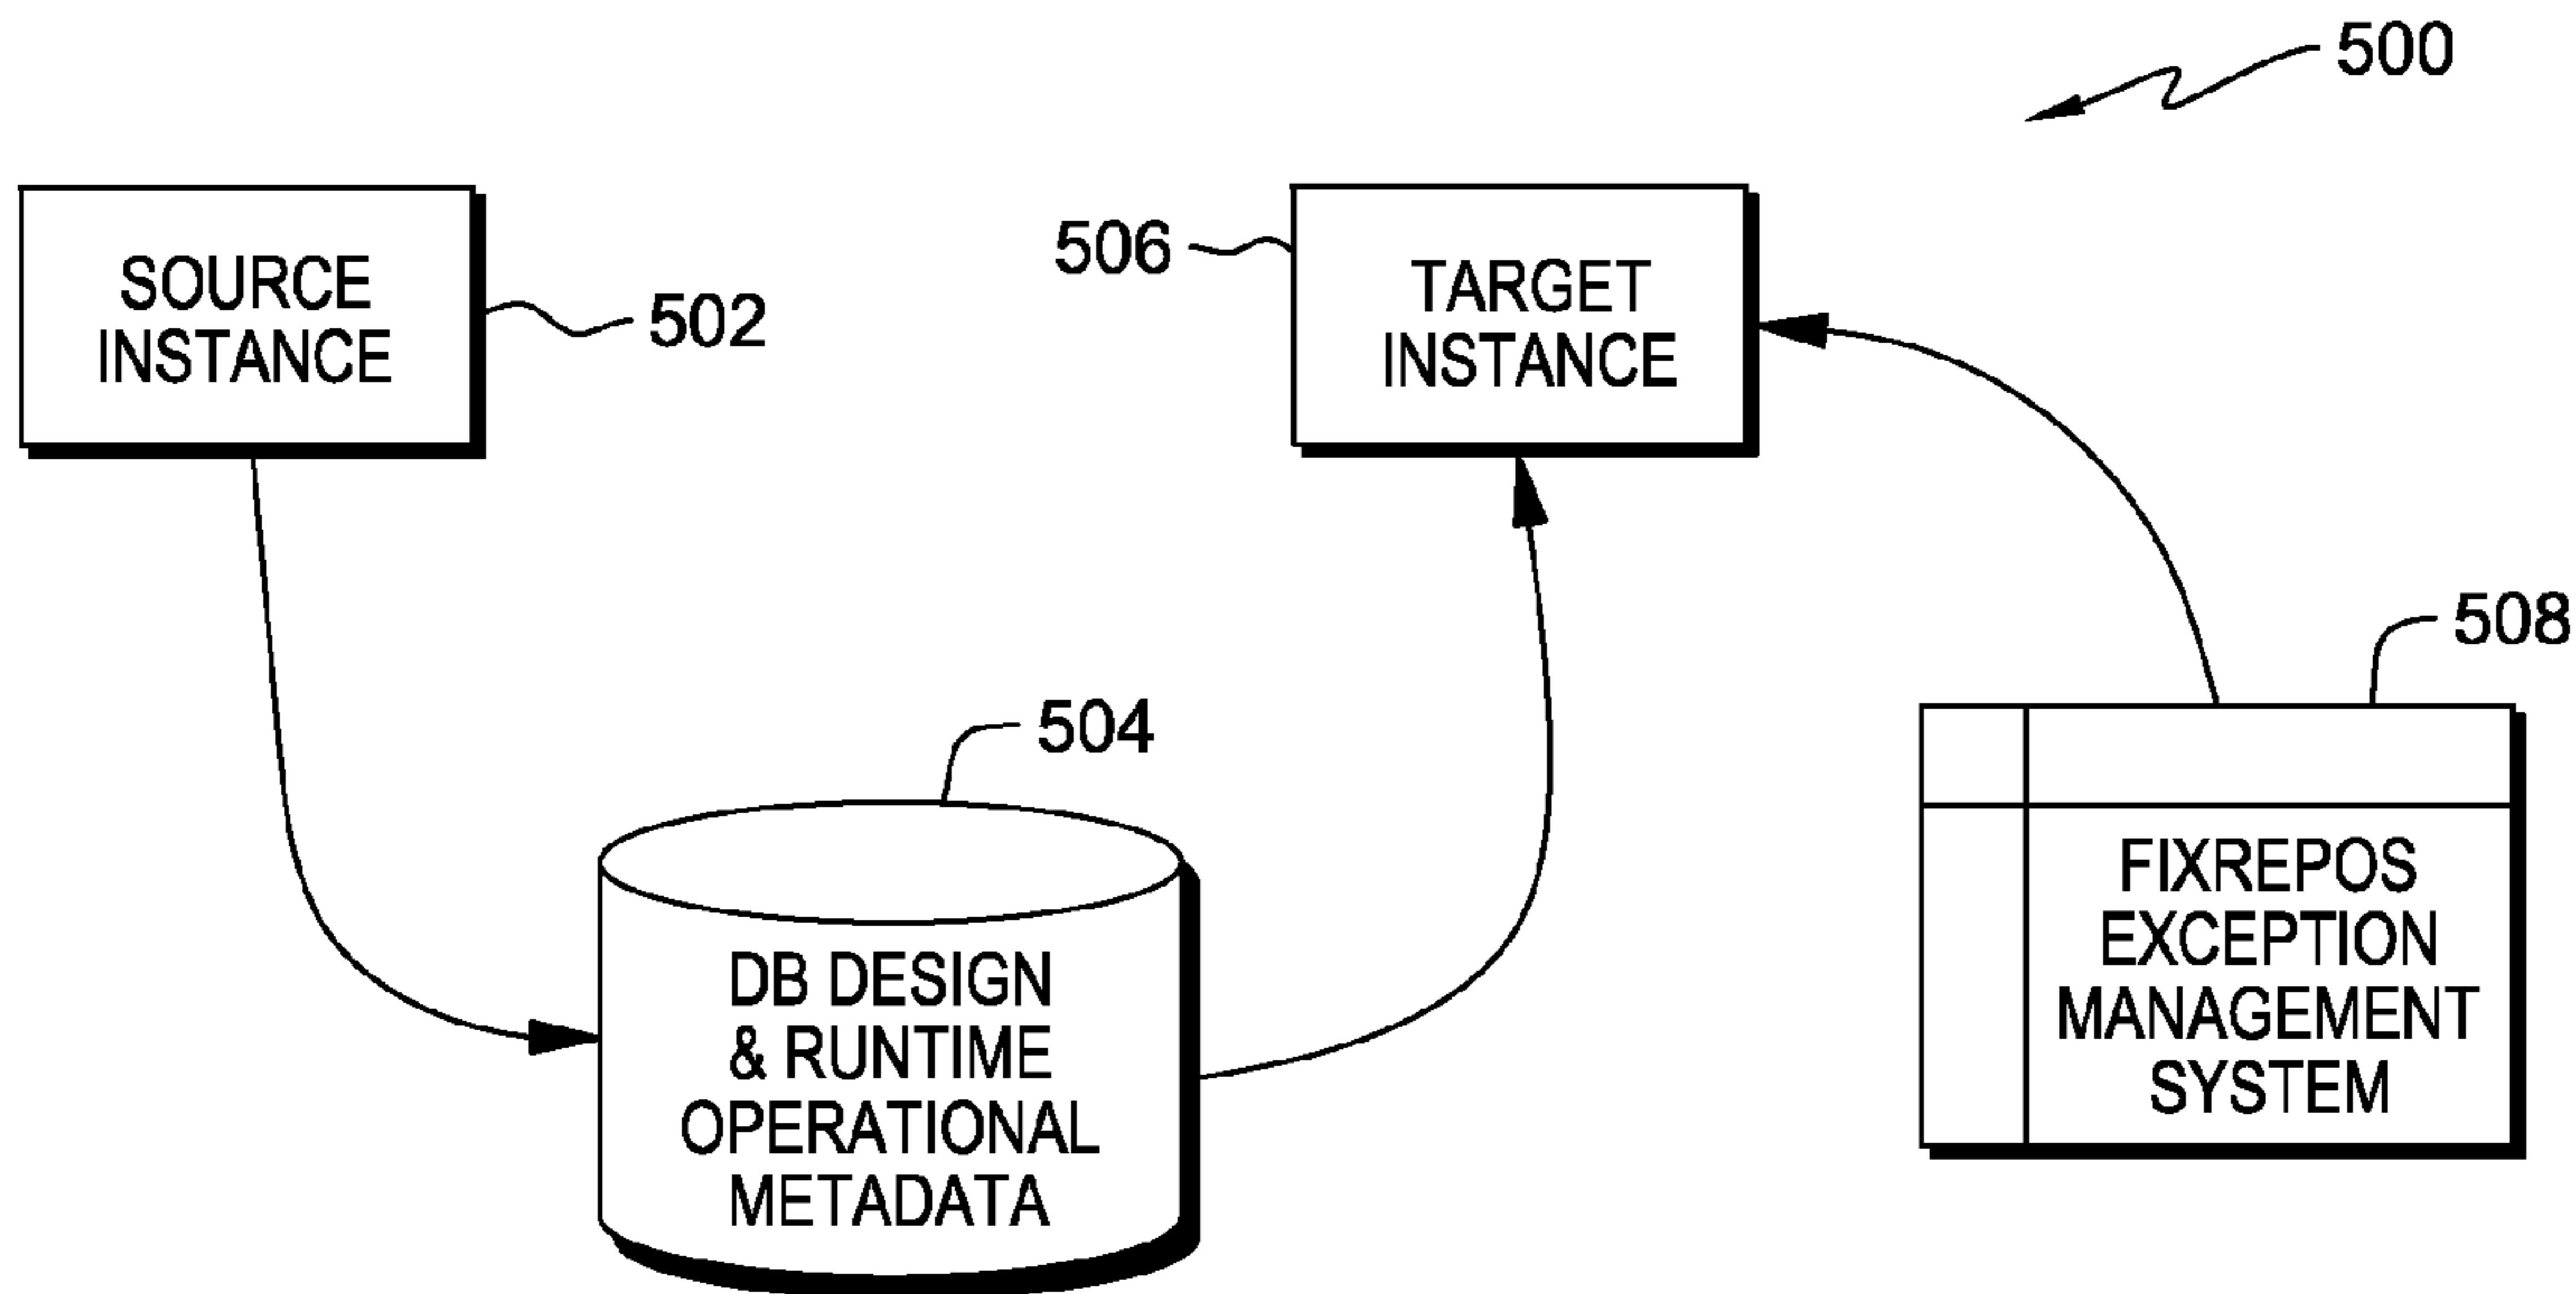 500
SOURCE
INSTANCE
502
506
TARGET
INSTANCE
504
DB DESIGN
& RUNTIME
OPERATIONAL
METADATA
508
FIXREPOS
EXCEPTION
MANAGEMENT
SYSTEM